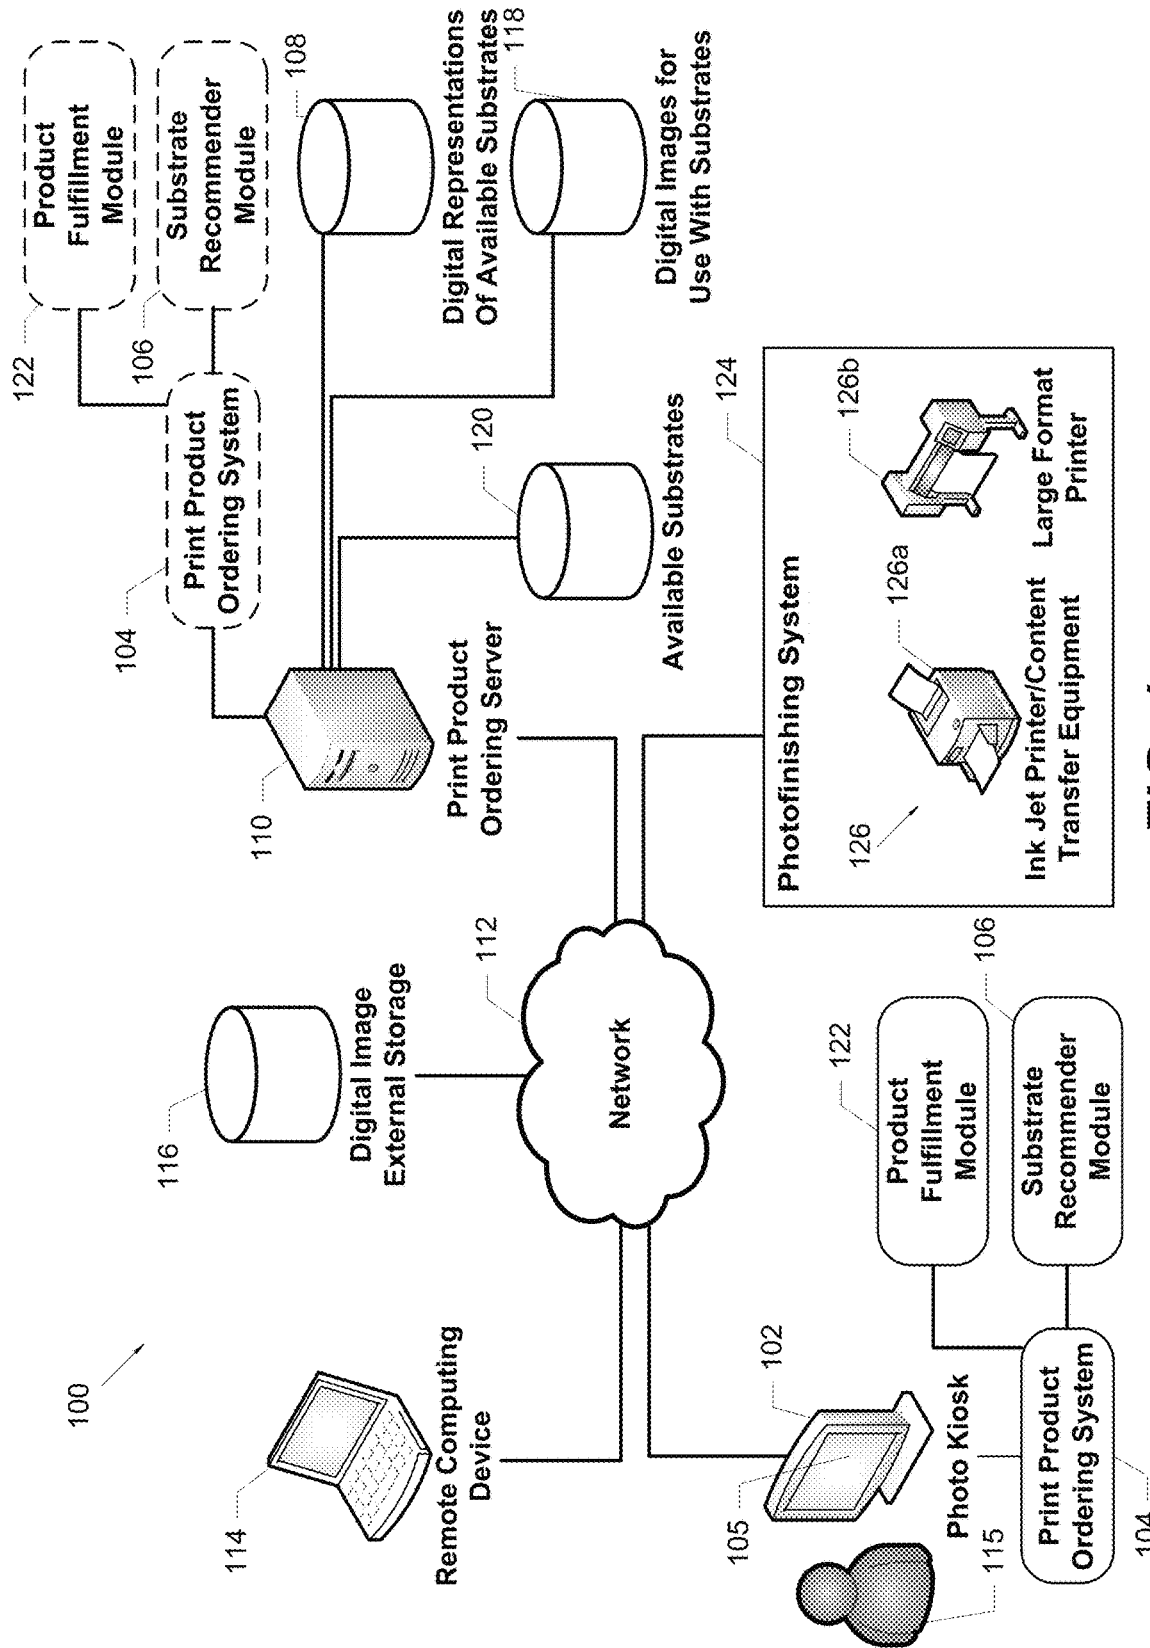 100
114
Remote Computing
Device
116
Digital Image
External Storage
110
Print Product
Ordering Server
104
Print Product
Ordering System
122
Product
Fulfillment
Module
106
Substrate
Recommender
Module
108
Digital Representations
Of Available Substrates
118
Digital Images for
Use With Substrates
120
Available Substrates
112
Network
105
102
Photo Kiosk
115
104
Print Product
Ordering System
122
Product
Fulfillment
Module
106
Substrate
Recommender
Module
124
Photofinishing System
126
126a
Ink Jet Printer/Content
Transfer Equipment
126b
Large Format
Printer